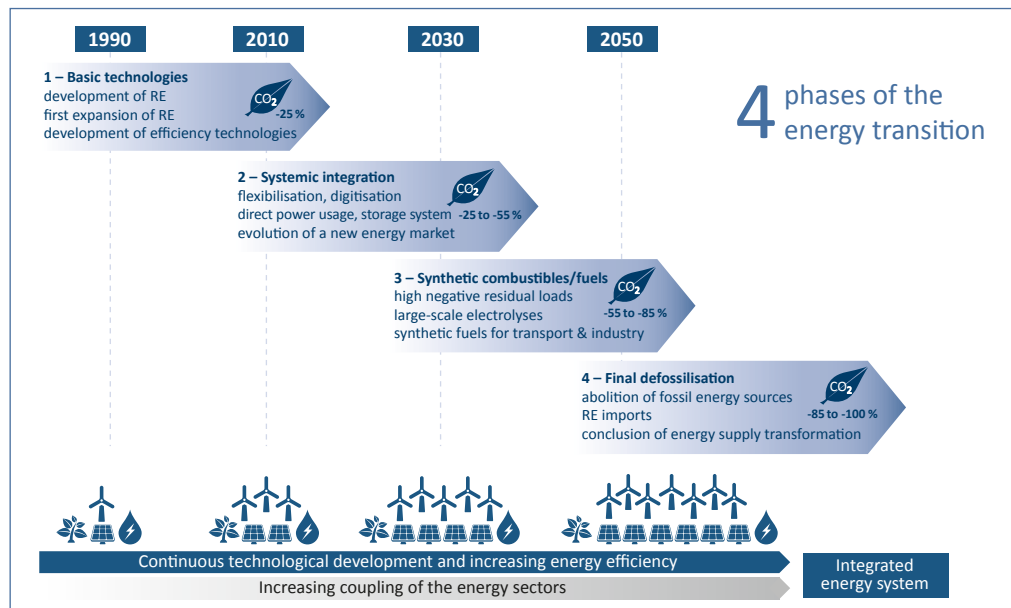 1990
2010
2030
2050
4 phases of the
energy transition
1 – Basic technologies
development of RE
first expansion of RE
development of efficiency technologies
CO2
-25 %
2 – Systemic integration
flexibilisation, digitisation
direct power usage, storage system
evolution of a new energy market
CO2
-25 to -55 %
3 – Synthetic combustibles/fuels
high negative residual loads
large-scale electrolyses
synthetic fuels for transport & industry
CO2
-55 to -85 %
4 – Final defossilisation
abolition of fossil energy sources
RE imports
conclusion of energy supply transformation
CO2
-85 to -100 %
Continuous technological development and increasing energy efficiency
Increasing coupling of the energy sectors
Integrated
energy system